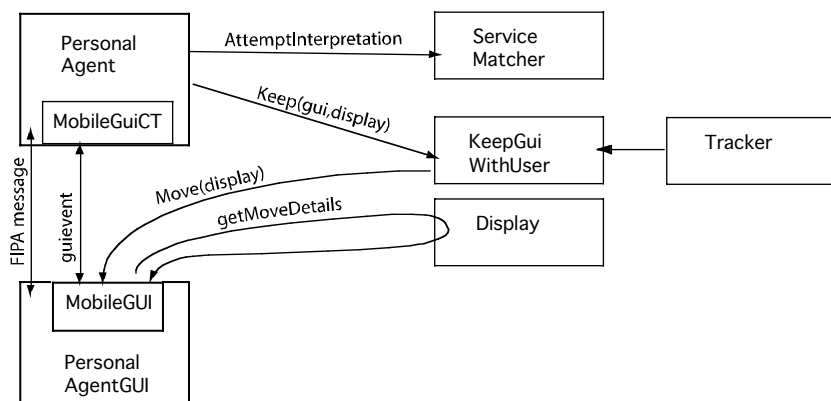 Personal
Agent
MobileGuiCT
AttemptInterpretation
Service
Matcher
Keep(gui,display)
KeepGui
WithUser
Tracker
FIPA message
guievent
Move(display)
getMoveDetails
Display
MobileGUI
Personal
AgentGUI